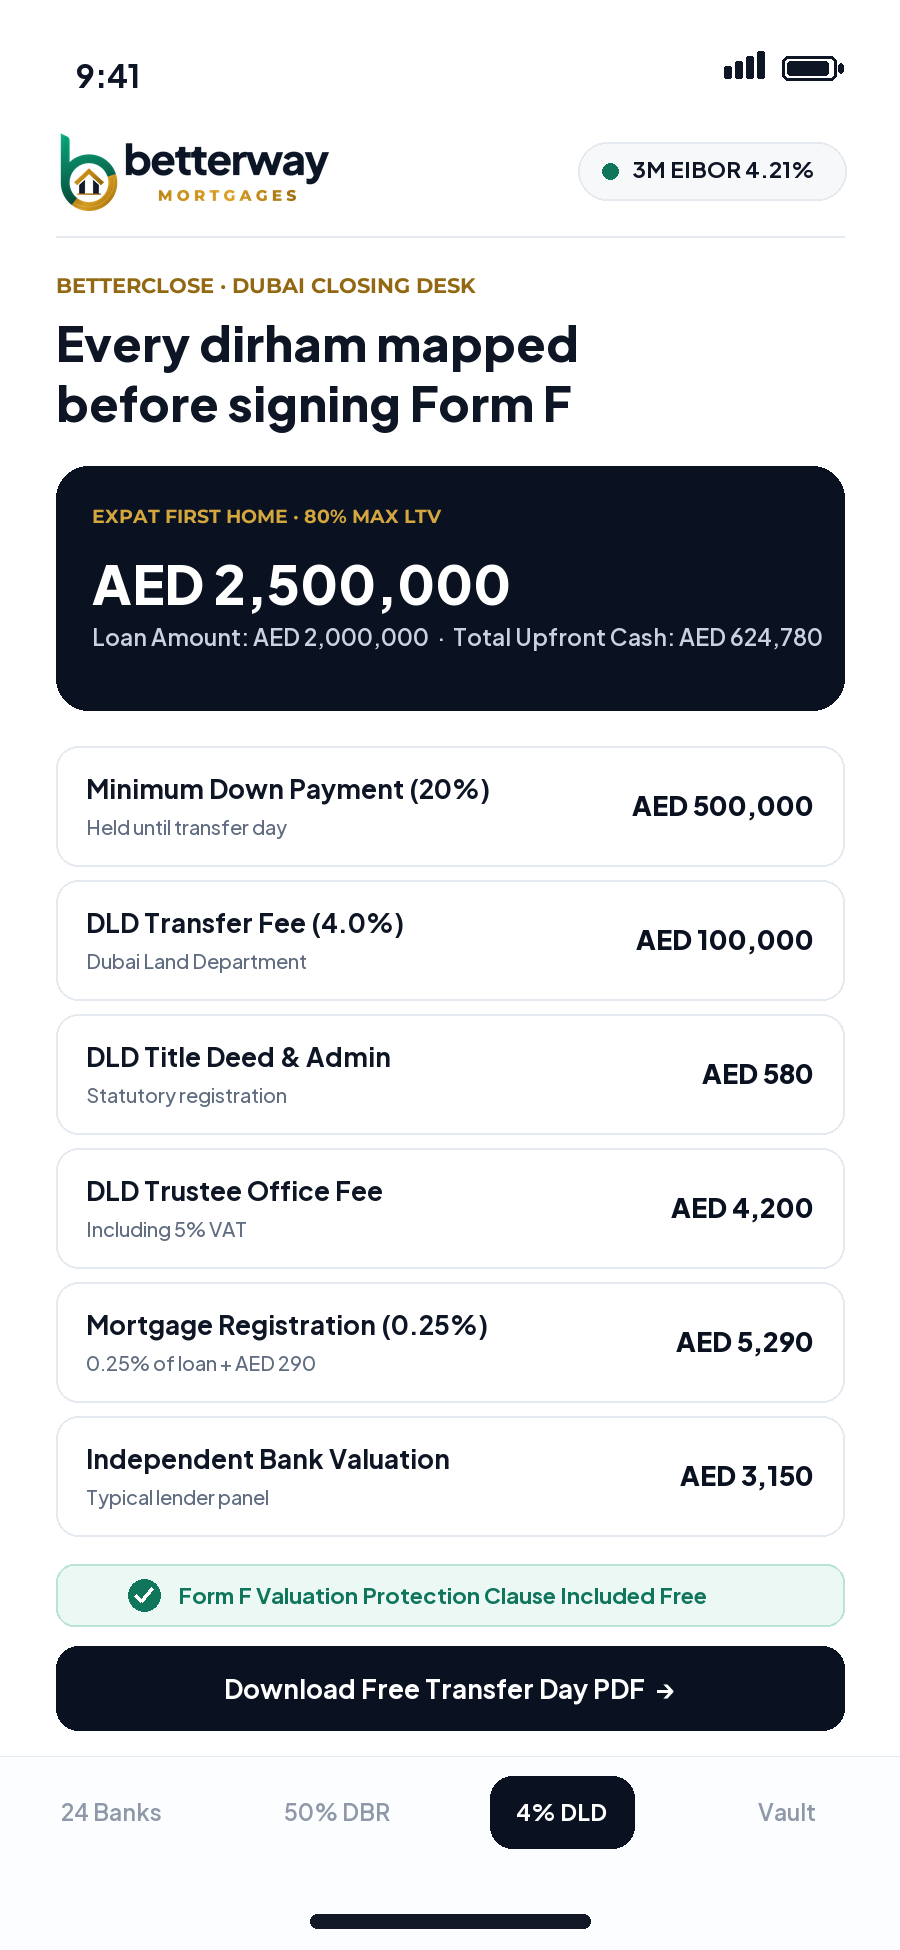 9:41
betterway
MORTGAGES
3M EIBOR 4.21%
BETTERCLOSE · DUBAI CLOSING DESK
Every dirham mapped
before signing Form F
EXPAT FIRST HOME · 80% MAX LTV
AED 2,500,000
Loan Amount: AED 2,000,000 · Total Upfront Cash: AED 624,780
Minimum Down Payment (20%)
Held until transfer day
AED 500,000
DLD Transfer Fee (4.0%)
Dubai Land Department
AED 100,000
DLD Title Deed & Admin
Statutory registration
AED 580
DLD Trustee Office Fee
Including 5% VAT
AED 4,200
Mortgage Registration (0.25%)
0.25% of loan + AED 290
AED 5,290
Independent Bank Valuation
Typical lender panel
AED 3,150
Form F Valuation Protection Clause Included Free
Download Free Transfer Day PDF →
24 Banks
50% DBR
4% DLD
Vault